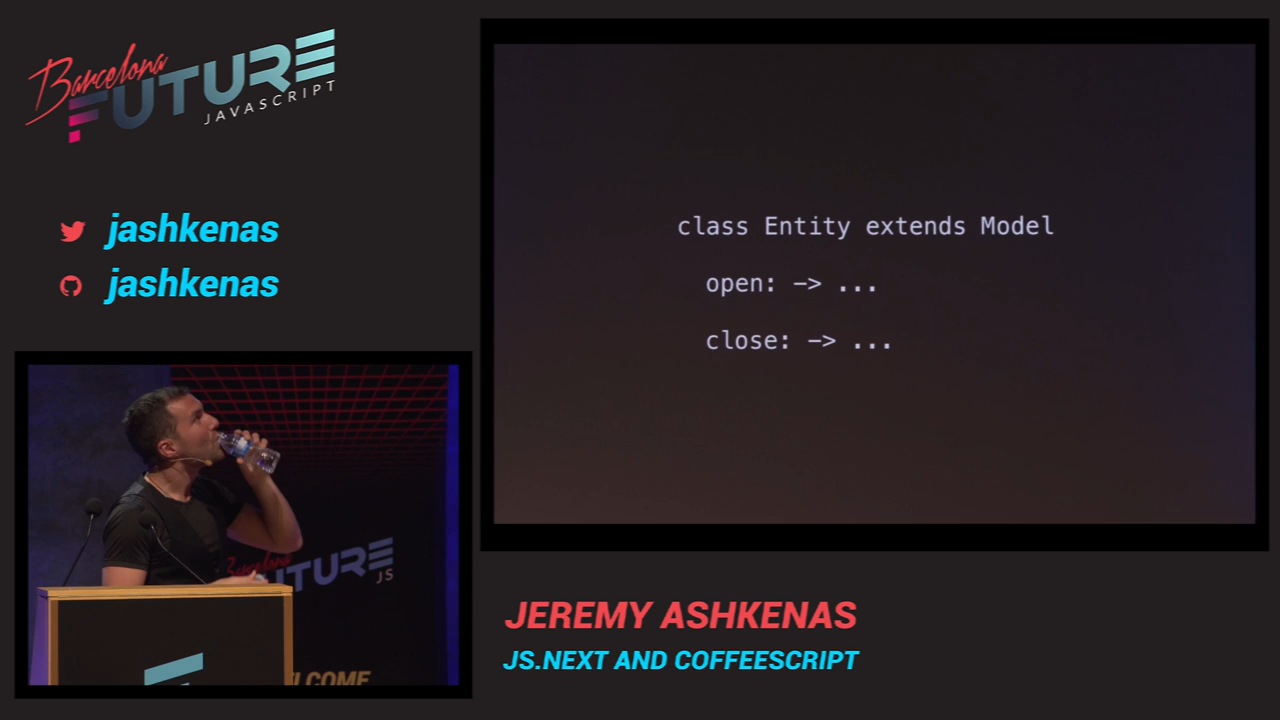 Barcelona
FUTURE
JAVASCRIPT
jashkenas
jashkenas
class Entity extends Model
open: -> ...
close: -> ...
Barcelona
FUTURE
JS
JEREMY ASHKENAS
JS.NEXT AND COFFEESCRIPT